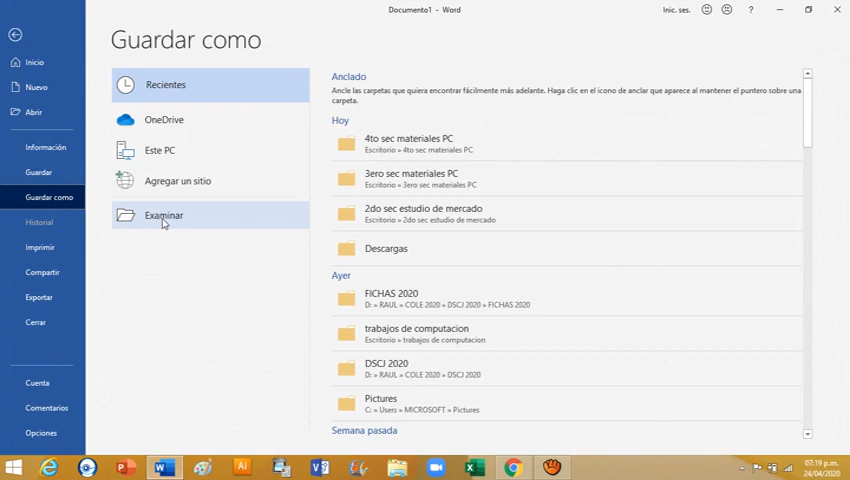 Documento1 - Word
Inic. ses.
?
Guardar como
Inicio
Nuevo
Abrir
Información
Guardar
Guardar como
Historial
Imprimir
Compartir
Exportar
Cerrar
Cuenta
Comentarios
Opciones
Recientes
OneDrive
Este PC
Agregar un sitio
Examinar
Anclado
Ancle las carpetas que quiera encontrar fácilmente más adelante. Haga clic en el icono de anclar que aparece al mantener el puntero sobre una
carpeta.
Hoy
4to sec materiales PC
Escritorio » 4to sec materiales PC
3ero sec materiales PC
Escritorio » 3ero sec materiales PC
2do sec estudio de mercado
Escritorio » 2do sec estudio de mercado
Descargas
Ayer
FICHAS 2020
D: » RAUL » COLE 2020 » DSCJ 2020 » FICHAS 2020
trabajos de computacion
Escritorio » trabajos de computacion
DSCJ 2020
D: » RAUL » COLE 2020 » DSCJ 2020
Pictures
C: » Users » MICROSOFT » Pictures
Semana pasada
Ai
07:19 p.m.
24/04/2020